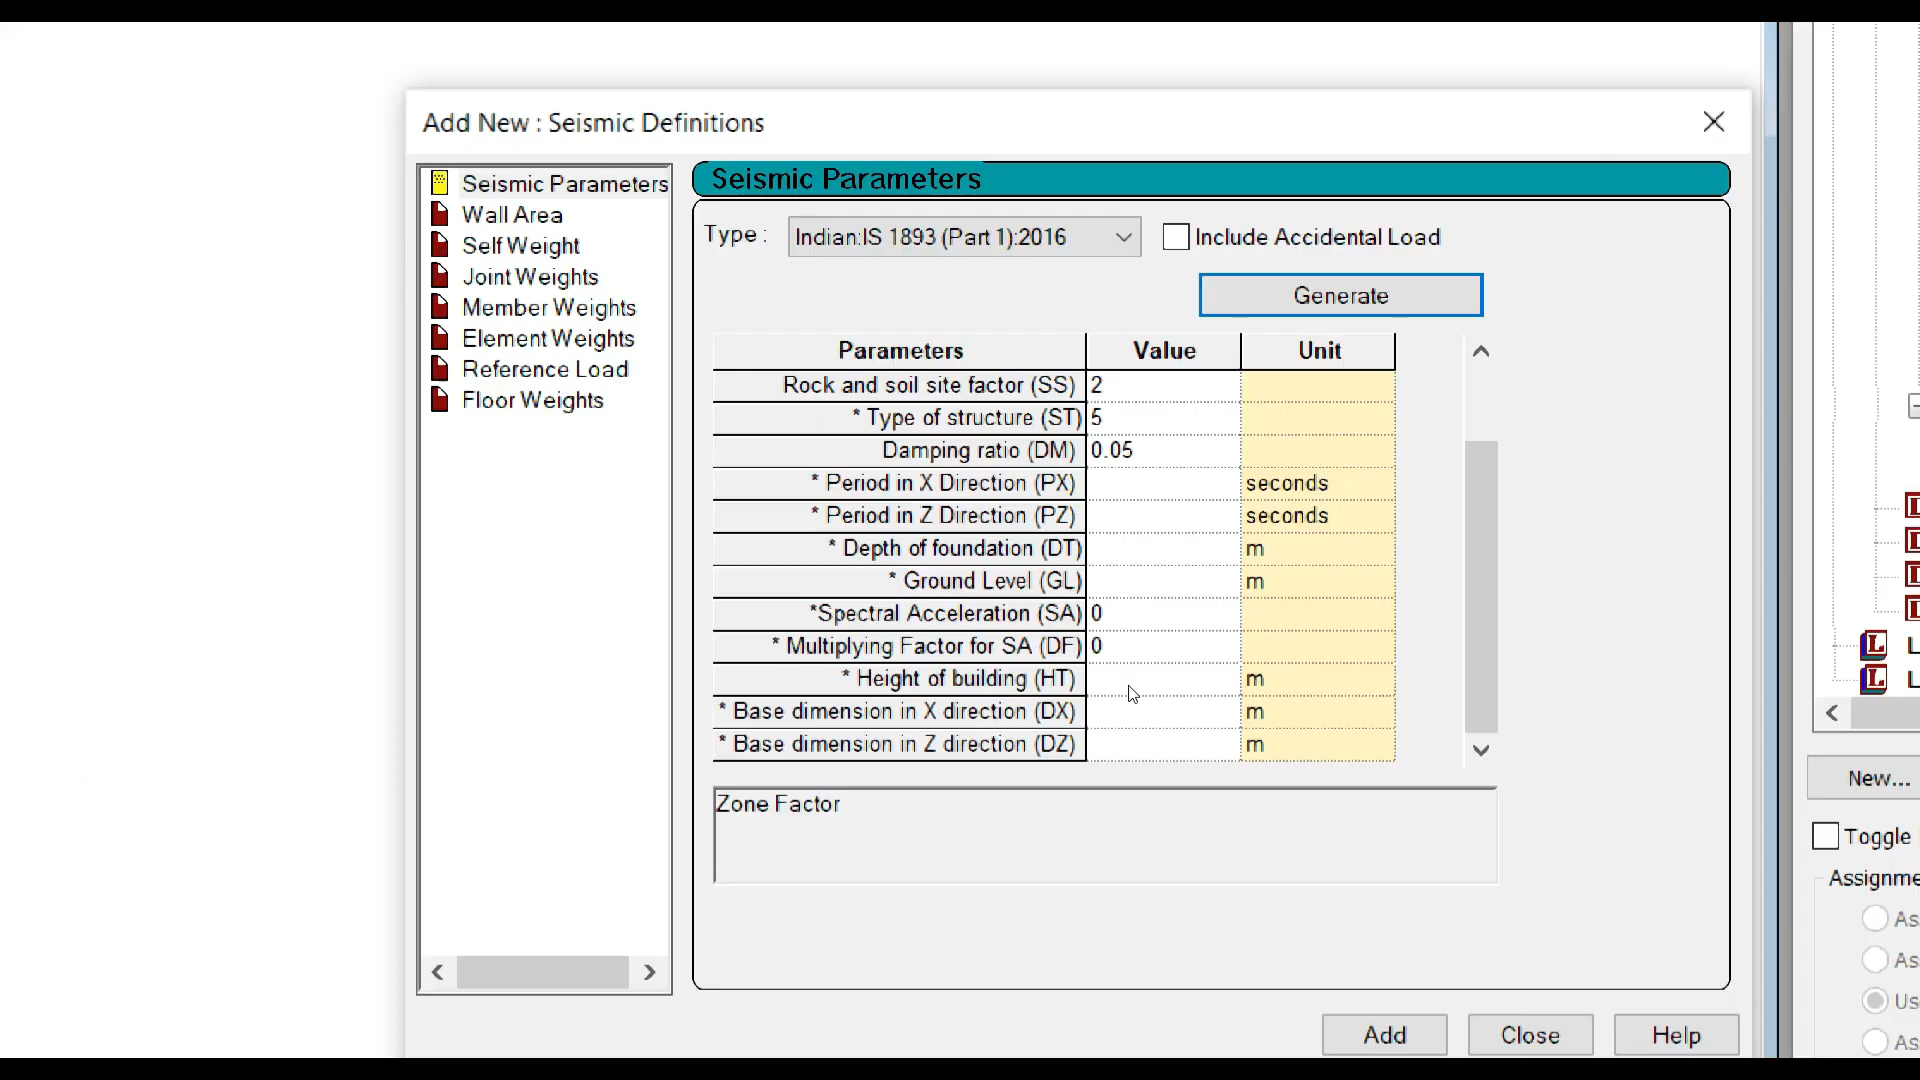 Add New : Seismic Definitions
Seismic Parameters
Wall Area
Self Weight
Joint Weights
Member Weights
Element Weights
Reference Load
Floor Weights
Seismic Parameters
Type : Indian:IS 1893 (Part 1):2016 Include Accidental Load
Generate
Parameters Value Unit
Rock and soil site factor (SS) 2
* Type of structure (ST) 5
Damping ratio (DM) 0.05
* Period in X Direction (PX) seconds
* Period in Z Direction (PZ) seconds
* Depth of foundation (DT) m
* Ground Level (GL) m
*Spectral Acceleration (SA) 0
* Multiplying Factor for SA (DF) 0
* Height of building (HT) m
* Base dimension in X direction (DX) m
* Base dimension in Z direction (DZ) m
Zone Factor
Add Close Help
New...
Toggle